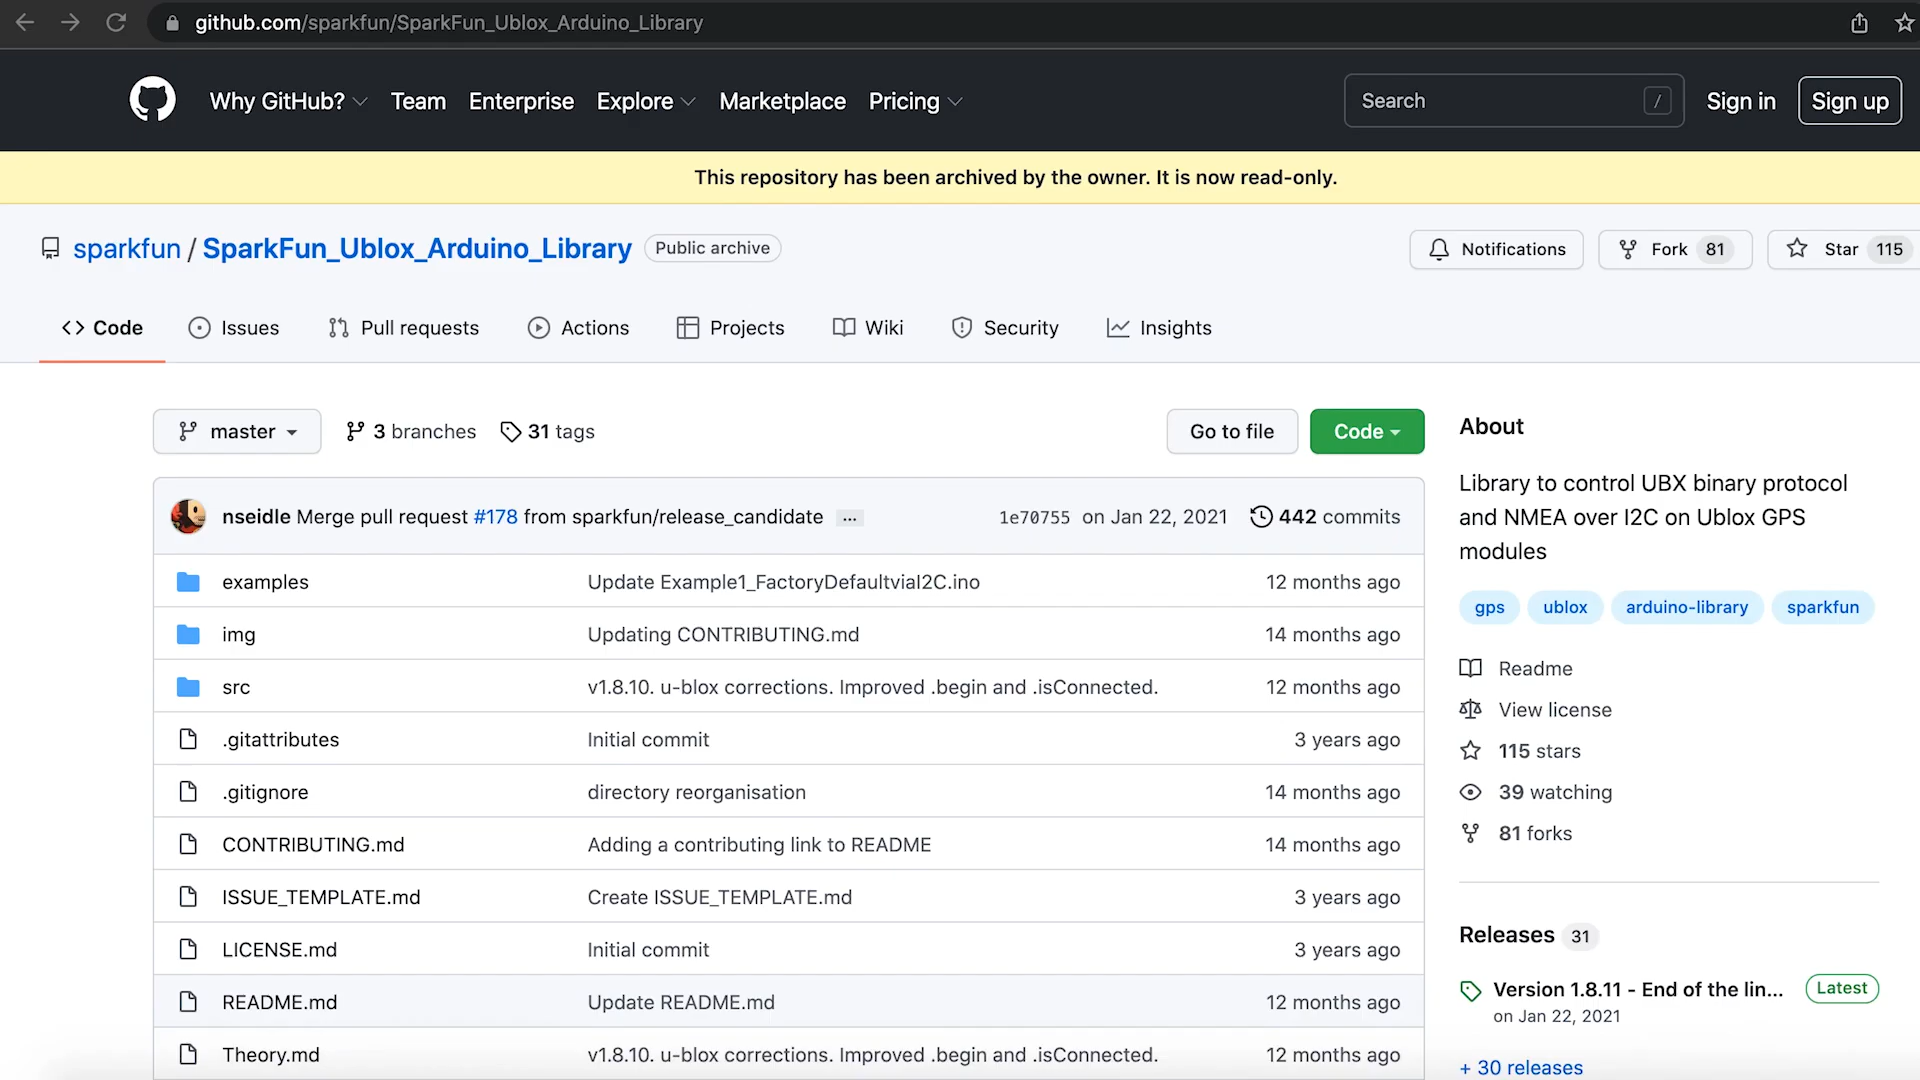 github.com/sparkfun/SparkFun_Ublox_Arduino_Library
Why GitHub? Team Enterprise Explore Marketplace Pricing Search / Sign in Sign up
This repository has been archived by the owner. It is now read-only.
sparkfun / SparkFun_Ublox_Arduino_Library Public archive Notifications Fork 81 Star 115
<> Code Issues Pull requests Actions Projects Wiki Security Insights
master 3 branches 31 tags Go to file Code
nseidle Merge pull request #178 from sparkfun/release_candidate ... 1e70755 on Jan 22, 2021 442 commits
examples Update Example1_FactoryDefaultviaI2C.ino 12 months ago
img Updating CONTRIBUTING.md 14 months ago
src v1.8.10. u-blox corrections. Improved .begin and .isConnected. 12 months ago
.gitattributes Initial commit 3 years ago
.gitignore directory reorganisation 14 months ago
CONTRIBUTING.md Adding a contributing link to README 14 months ago
ISSUE_TEMPLATE.md Create ISSUE_TEMPLATE.md 3 years ago
LICENSE.md Initial commit 3 years ago
README.md Update README.md 12 months ago
Theory.md v1.8.10. u-blox corrections. Improved .begin and .isConnected. 12 months ago
About
Library to control UBX binary protocol
and NMEA over I2C on Ublox GPS
modules
gps ublox arduino-library sparkfun
Readme
View license
115 stars
39 watching
81 forks
Releases 31
Version 1.8.11 - End of the lin... Latest
on Jan 22, 2021
+ 30 releases